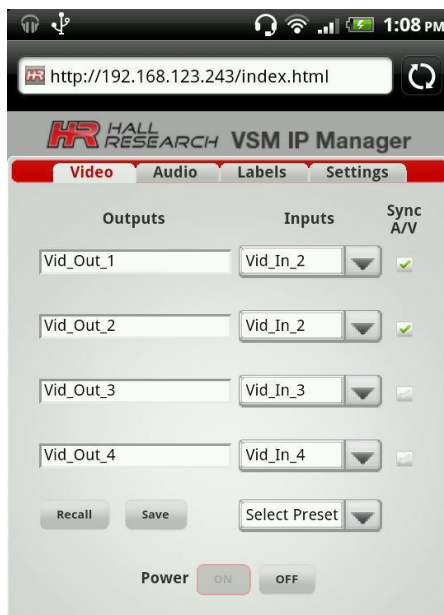 1:08 PM
http://192.168.123.243/index.html
HR HALL RESEARCH VSM IP Manager
Video Audio Labels Settings
Outputs Inputs Sync A/V
Vid_Out_1 Vid_In_2
Vid_Out_2 Vid_In_2
Vid_Out_3 Vid_In_3
Vid_Out_4 Vid_In_4
Recall Save Select Preset
Power ON OFF